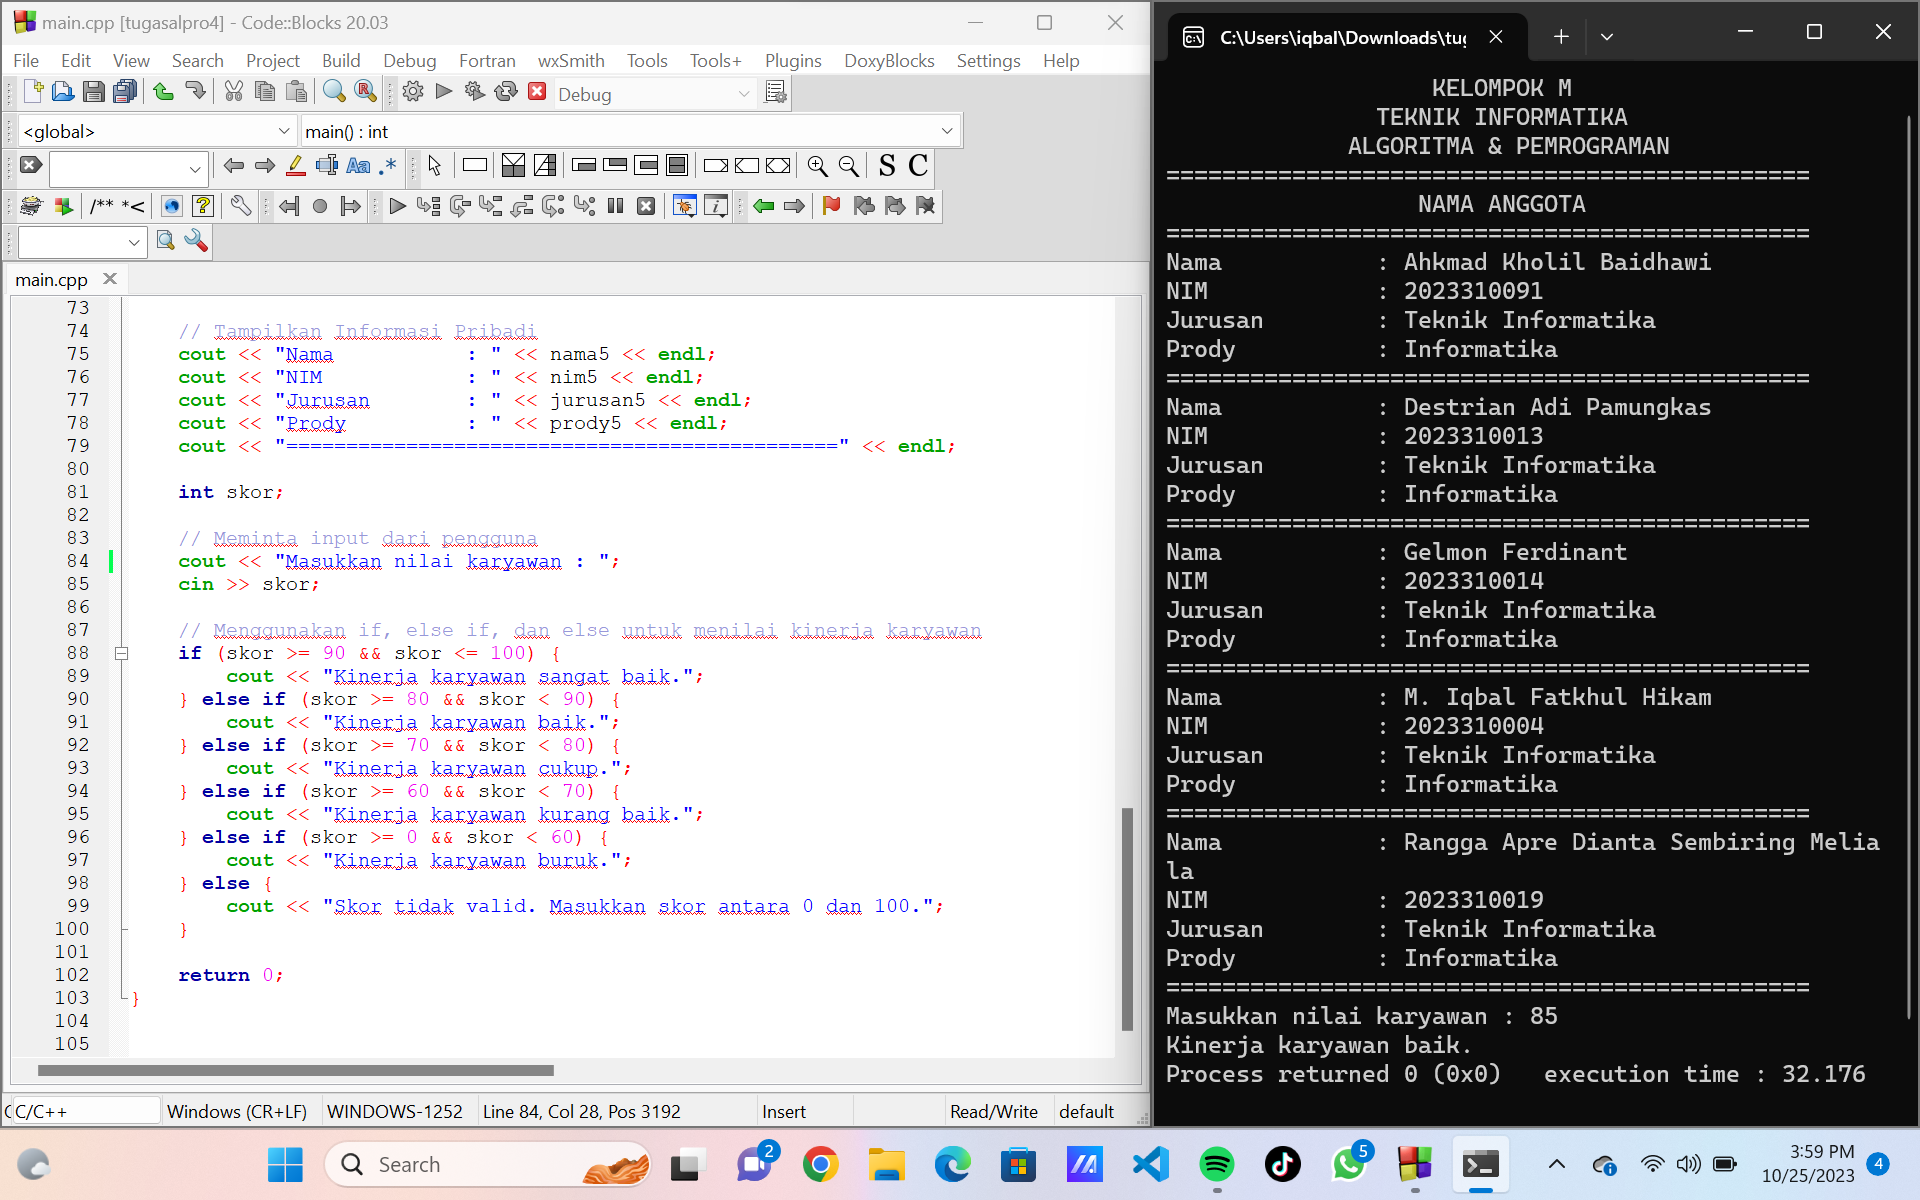 main.cpp [tugasalpro4] - Code::Blocks 20.03
File Edit View Search Project Build Debug Fortran wxSmith Tools Tools+ Plugins DoxyBlocks Settings Help
Debug
<global> main() : int
S C
/** *<
main.cpp
73
74 // Tampilkan Informasi Pribadi
75 cout << "Nama           : " << nama5 << endl;
76 cout << "NIM            : " << nim5 << endl;
77 cout << "Jurusan        : " << jurusan5 << endl;
78 cout << "Prody          : " << prody5 << endl;
79 cout << "==============================================" << endl;
80
81 int skor;
82
83 // Meminta input dari pengguna
84 cout << "Masukkan nilai karyawan : ";
85 cin >> skor;
86
87 // Menggunakan if, else if, dan else untuk menilai kinerja karyawan
88 if (skor >= 90 && skor <= 100) {
89 cout << "Kinerja karyawan sangat baik.";
90 } else if (skor >= 80 && skor < 90) {
91 cout << "Kinerja karyawan baik.";
92 } else if (skor >= 70 && skor < 80) {
93 cout << "Kinerja karyawan cukup.";
94 } else if (skor >= 60 && skor < 70) {
95 cout << "Kinerja karyawan kurang baik.";
96 } else if (skor >= 0 && skor < 60) {
97 cout << "Kinerja karyawan buruk.";
98 } else {
99 cout << "Skor tidak valid. Masukkan skor antara 0 dan 100.";
100 }
101
102 return 0;
103 }
104
105
C/C++ Windows (CR+LF) WINDOWS-1252 Line 84, Col 28, Pos 3192 Insert Read/Write default
C:\Users\iqbal\Downloads\tug
KELOMPOK M
TEKNIK INFORMATIKA
ALGORITMA & PEMROGRAMAN
==============================================
NAMA ANGGOTA
==============================================
Nama           : Ahkmad Kholil Baidhawi
NIM            : 2023310091
Jurusan        : Teknik Informatika
Prody          : Informatika
==============================================
Nama           : Destrian Adi Pamungkas
NIM            : 2023310013
Jurusan        : Teknik Informatika
Prody          : Informatika
==============================================
Nama           : Gelmon Ferdinant
NIM            : 2023310014
Jurusan        : Teknik Informatika
Prody          : Informatika
==============================================
Nama           : M. Iqbal Fatkhul Hikam
NIM            : 2023310004
Jurusan        : Teknik Informatika
Prody          : Informatika
==============================================
Nama           : Rangga Apre Dianta Sembiring Melia
la
NIM            : 2023310019
Jurusan        : Teknik Informatika
Prody          : Informatika
==============================================
Masukkan nilai karyawan : 85
Kinerja karyawan baik.
Process returned 0 (0x0)   execution time : 32.176
Search
2
5
3:59 PM
10/25/2023
4